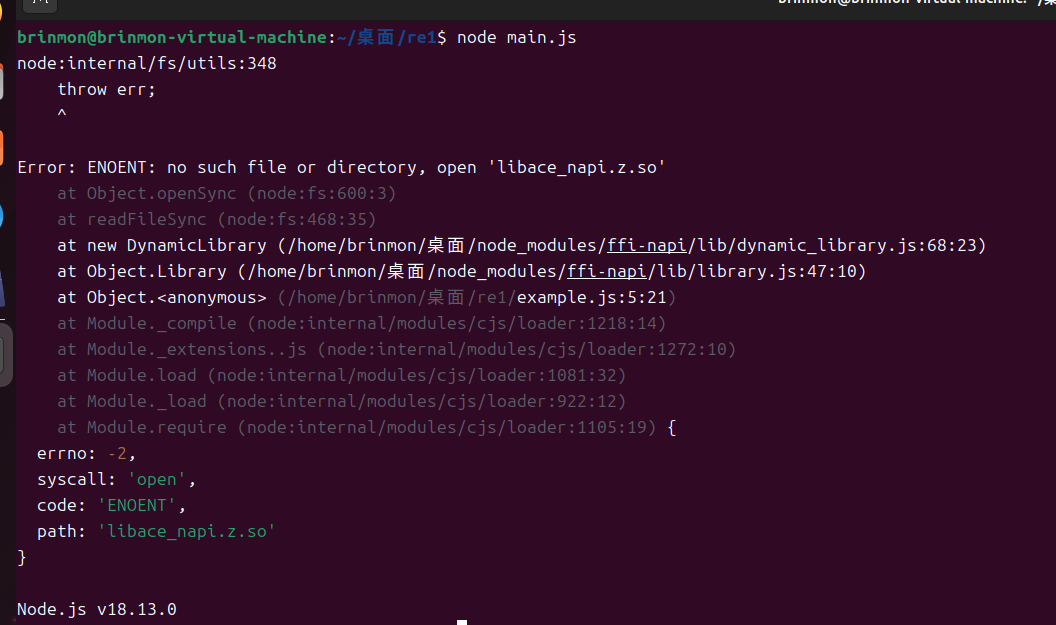 brinmon@brinmon-virtual-machine:~/桌面/re1$ node main.js
node:internal/fs/utils:348
    throw err;
    ^

Error: ENOENT: no such file or directory, open 'libace_napi.z.so'
    at Object.openSync (node:fs:600:3)
    at readFileSync (node:fs:468:35)
    at new DynamicLibrary (/home/brinmon/桌面/node_modules/ffi-napi/lib/dynamic_library.js:68:23)
    at Object.Library (/home/brinmon/桌面/node_modules/ffi-napi/lib/library.js:47:10)
    at Object.<anonymous> (/home/brinmon/桌面/re1/example.js:5:21)
    at Module._compile (node:internal/modules/cjs/loader:1218:14)
    at Module._extensions..js (node:internal/modules/cjs/loader:1272:10)
    at Module.load (node:internal/modules/cjs/loader:1081:32)
    at Module._load (node:internal/modules/cjs/loader:922:12)
    at Module.require (node:internal/modules/cjs/loader:1105:19) {
  errno: -2,
  syscall: 'open',
  code: 'ENOENT',
  path: 'libace_napi.z.so'
}

Node.js v18.13.0